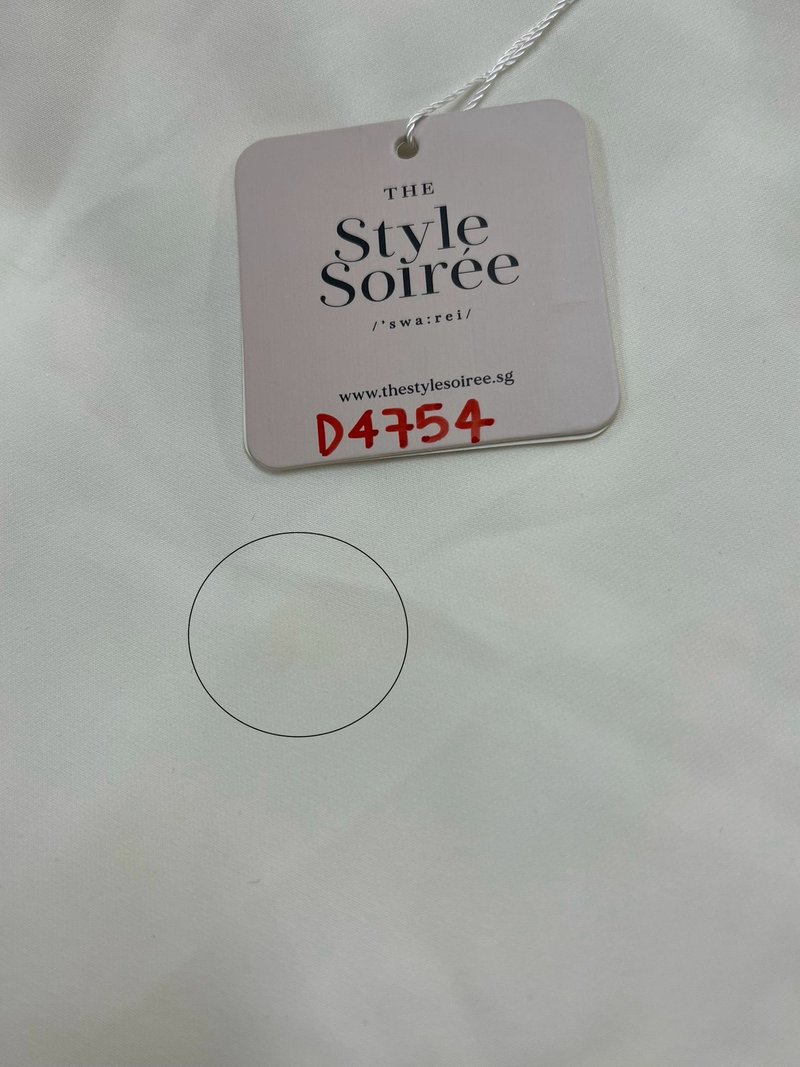 THE
Style
Soirée
/'swa:rei/
www.thestylesoiree.sg
D4754